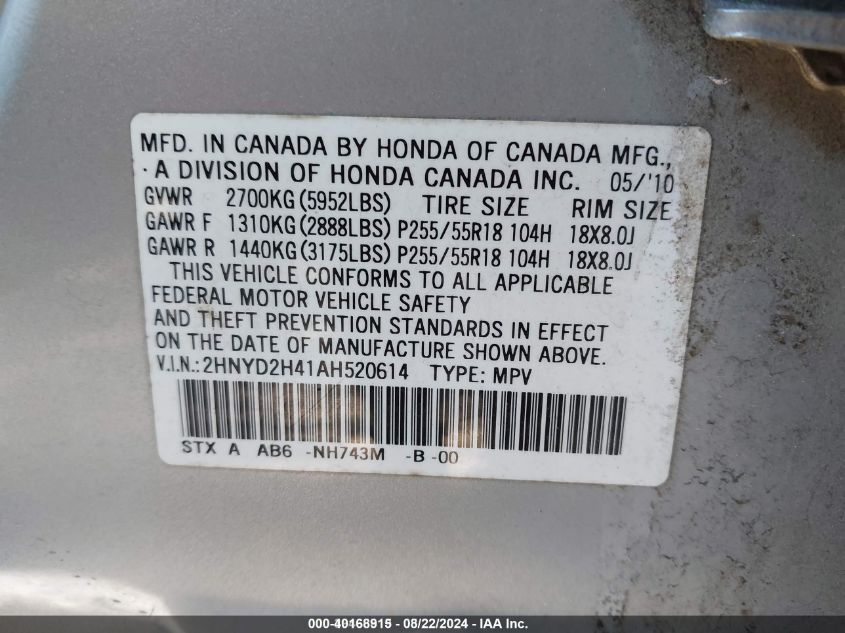 MFD. IN CANADA BY HONDA OF CANADA MFG.,
A DIVISION OF HONDA CANADA INC. 05/'10
GVWR 2700KG(5952LBS) TIRE SIZE RIM SIZE
GAWR F 1310KG(2888LBS) P255/55R18 104H 18X8.0J
GAWR R 1440KG(3175LBS) P255/55R18 104H 18X8.0J
THIS VEHICLE CONFORMS TO ALL APPLICABLE
FEDERAL MOTOR VEHICLE SAFETY
AND THEFT PREVENTION STANDARDS IN EFFECT
ON THE DATE OF MANUFACTURE SHOWN ABOVE.
V.I.N.:2HNYD2H41AH520614 TYPE: MPV
STX A AB6 -NH743M -B -00
000-40168915 - 08/22/2024 - IAA Inc.